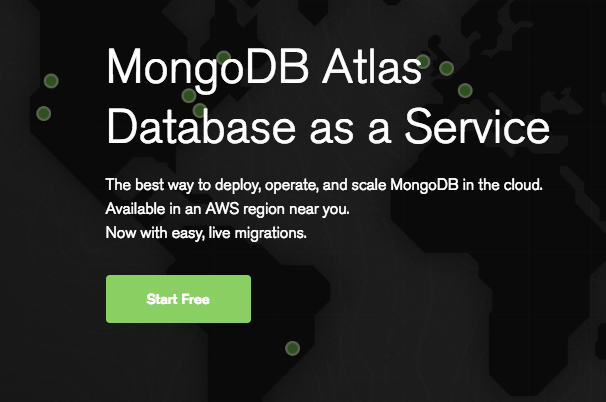 MongoDB Atlas
Database as a Service
The best way to deploy, operate, and scale MongoDB in the cloud.
Available in an AWS region near you.
Now with easy, live migrations.
Start Free